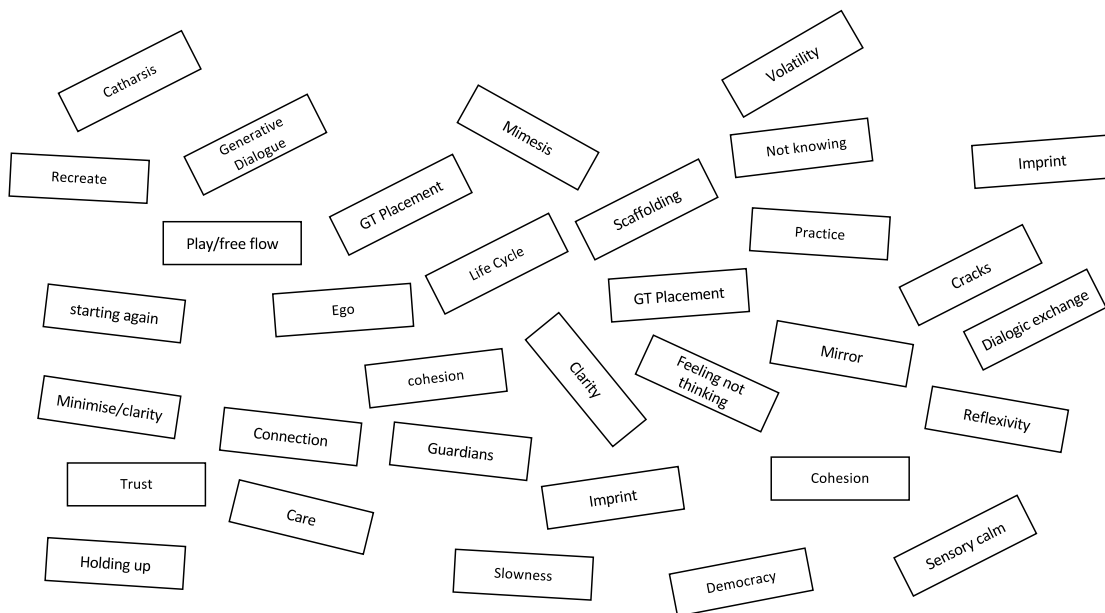 Catharsis
Volatility
Generative
Dialogue
Mimesis
Not knowing
Imprint
Recreate
GT Placement
Scaffolding
Play/free flow
Life Cycle
Practice
Cracks
starting again
Ego
GT Placement
Dialogic exchange
cohesion
Clarity
Feeling not
thinking
Mirror
Minimise/clarity
Connection
Guardians
Reflexivity
Trust
Care
Imprint
Cohesion
Holding up
Slowness
Democracy
Sensory calm